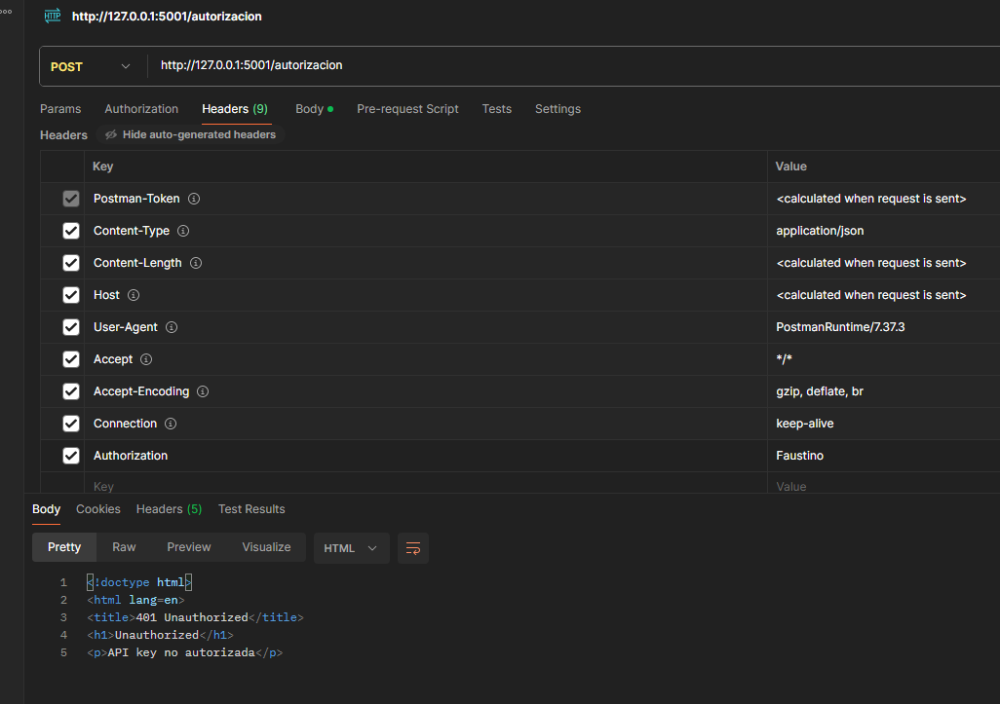 HTTP http://127.0.0.1:5001/autorizacion
POST http://127.0.0.1:5001/autorizacion
Params Authorization Headers (9) Body Pre-request Script Tests Settings
Headers Hide auto-generated headers
Key Value
Postman-Token <calculated when request is sent>
Content-Type application/json
Content-Length <calculated when request is sent>
Host <calculated when request is sent>
User-Agent PostmanRuntime/7.37.3
Accept */*
Accept-Encoding gzip, deflate, br
Connection keep-alive
Authorization Faustino
Key Value
Body Cookies Headers (5) Test Results
Pretty Raw Preview Visualize HTML
1 <!doctype html>
2 <html lang=en>
3 <title>401 Unauthorized</title>
4 <h1>Unauthorized</h1>
5 <p>API key no autorizada</p>